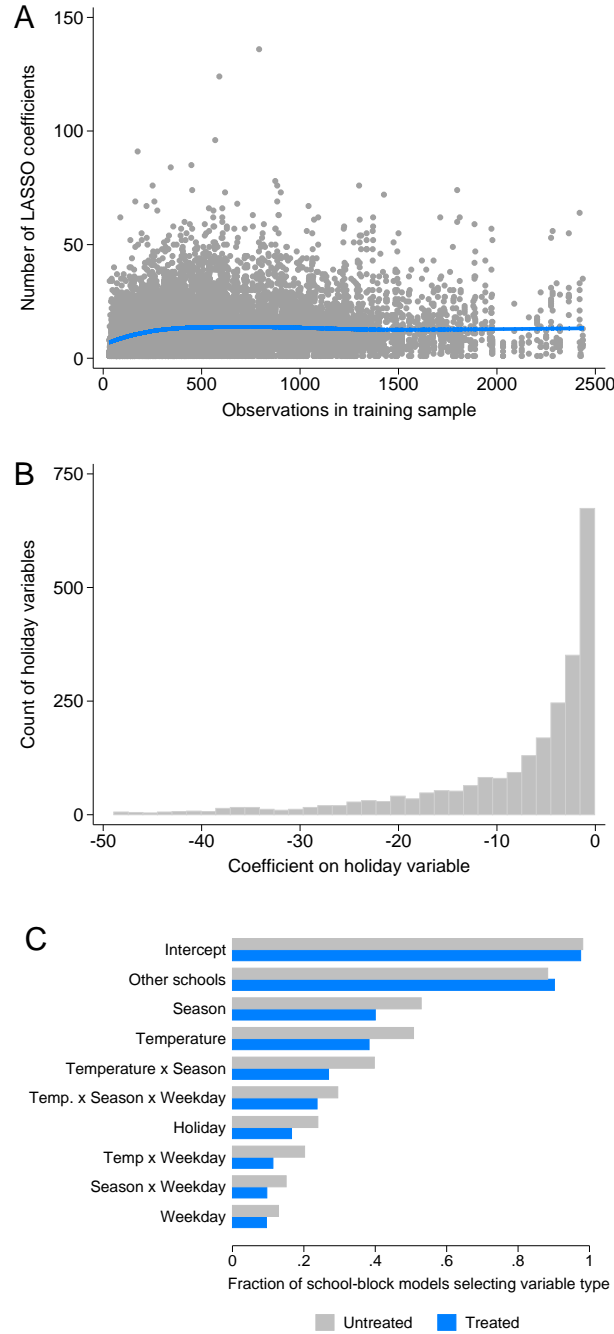 A
150
100
50
0
Number of LASSO coefficients
0 500 1000 1500 2000 2500
Observations in training sample
B
750
500
250
0
Count of holiday variables
-50 -40 -30 -20 -10 0
Coefficient on holiday variable
C
Intercept
Other schools
Season
Temperature
Temperature x Season
Temp. x Season x Weekday
Holiday
Temp x Weekday
Season x Weekday
Weekday
0 .2 .4 .6 .8 1
Fraction of school-block models selecting variable type
Untreated Treated